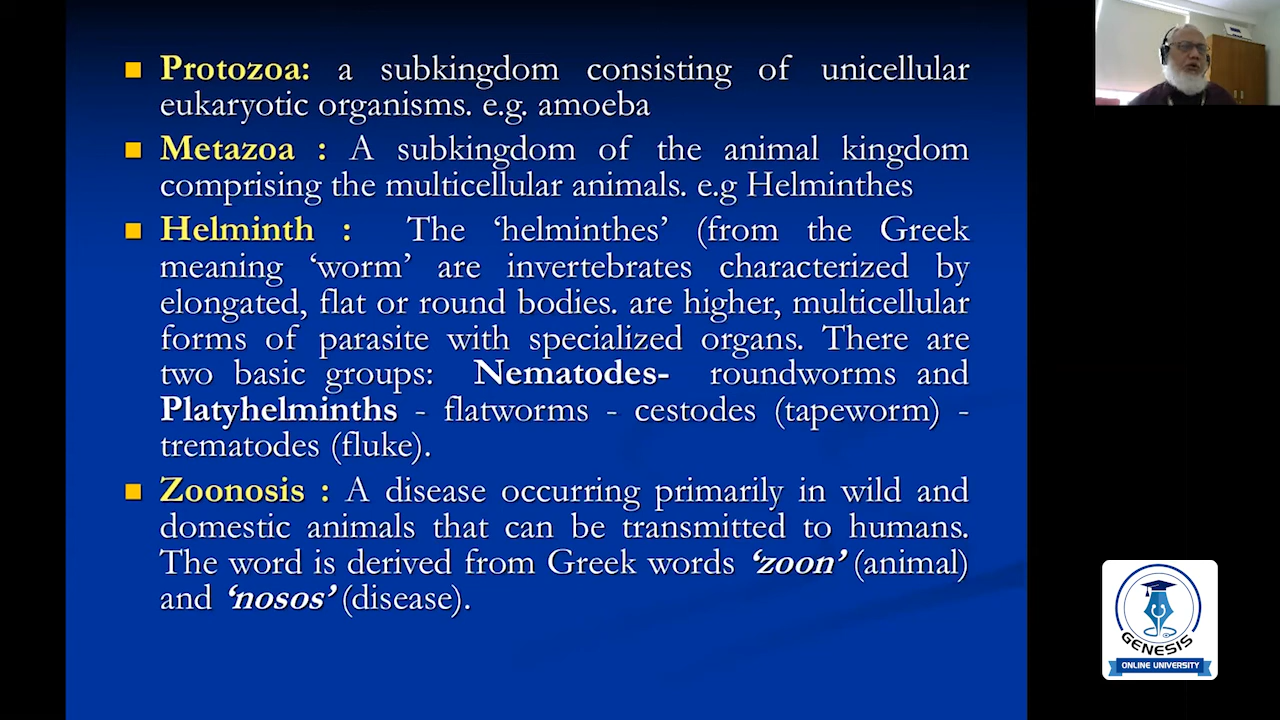 Protozoa: a subkingdom consisting of unicellular
eukaryotic organisms. e.g. amoeba
Metazoa : A subkingdom of the animal kingdom
comprising the multicellular animals. e.g Helminthes
Helminth : The ‘helminthes’ (from the Greek
meaning ‘worm’ are invertebrates characterized by
elongated, flat or round bodies. are higher, multicellular
forms of parasite with specialized organs. There are
two basic groups: Nematodes- roundworms and
Platyhelminths - flatworms - cestodes (tapeworm) -
trematodes (fluke).
Zoonosis : A disease occurring primarily in wild and
domestic animals that can be transmitted to humans.
The word is derived from Greek words ‘zoon’ (animal)
and ‘nosos’ (disease).
GENESIS
ONLINE UNIVERSITY